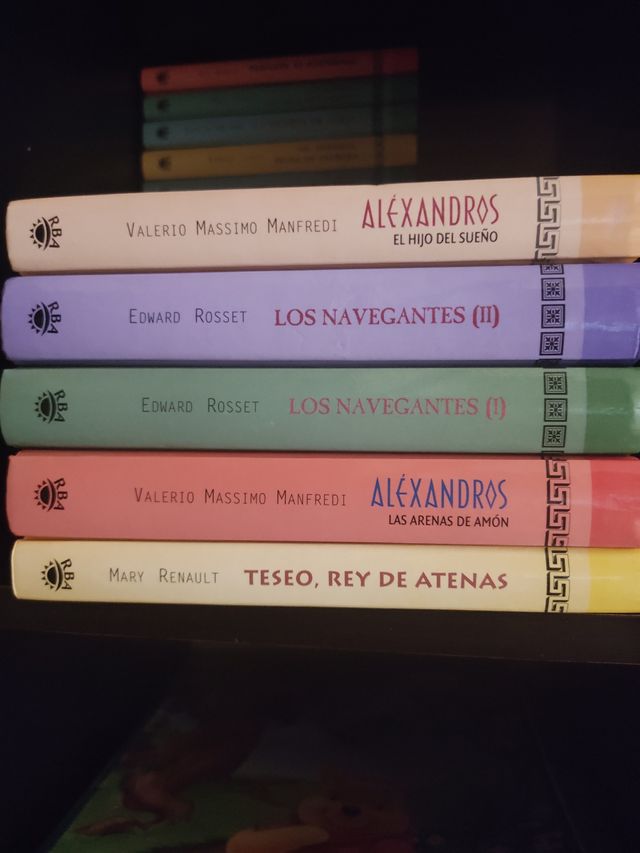 RBA VALERIO MASSIMO MANFREDI ALÉXANDROS
EL HIJO DEL SUEÑO
RBA EDWARD ROSSET LOS NAVEGANTES (II)
RBA EDWARD ROSSET LOS NAVEGANTES (I)
RBA VALERIO MASSIMO MANFREDI ALÉXANDROS
LAS ARENAS DE AMÓN
RBA MARY RENAULT TESEO, REY DE ATENAS